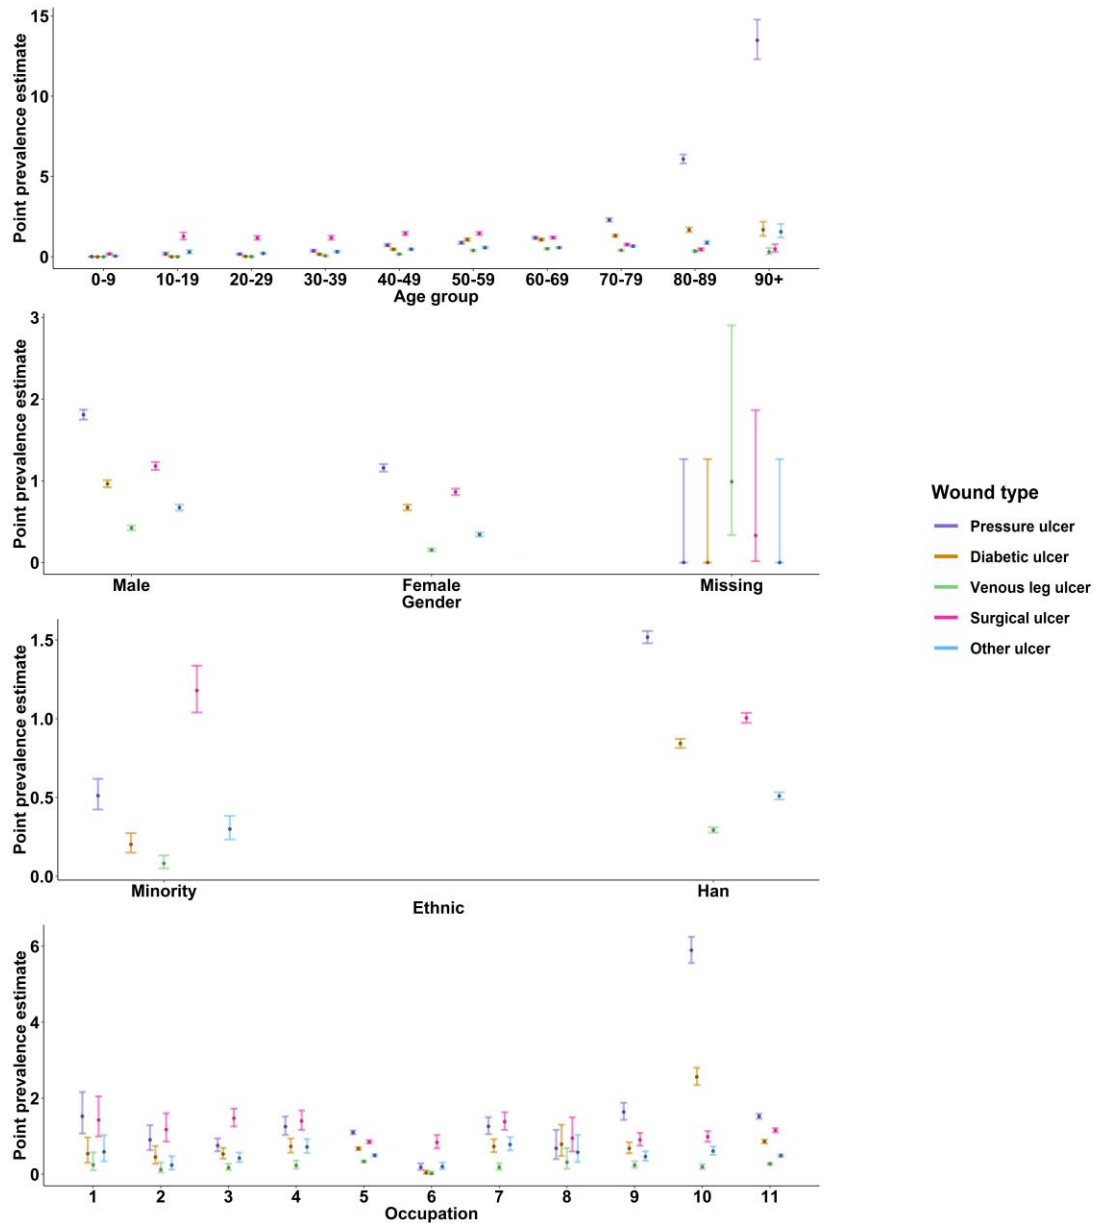 Point prevalence estimate
15
10
5
0
0-9 10-19 20-29 30-39 40-49 50-59 60-69 70-79 80-89 90+
Age group
Point prevalence estimate
3
2
1
0
Male Female Missing
Gender
Wound type
Pressure ulcer
Diabetic ulcer
Venous leg ulcer
Surgical ulcer
Other ulcer
Point prevalence estimate
1.5
1.0
0.5
0.0
Minority Han
Ethnic
Point prevalence estimate
6
4
2
0
1 2 3 4 5 6 7 8 9 10 11
Occupation